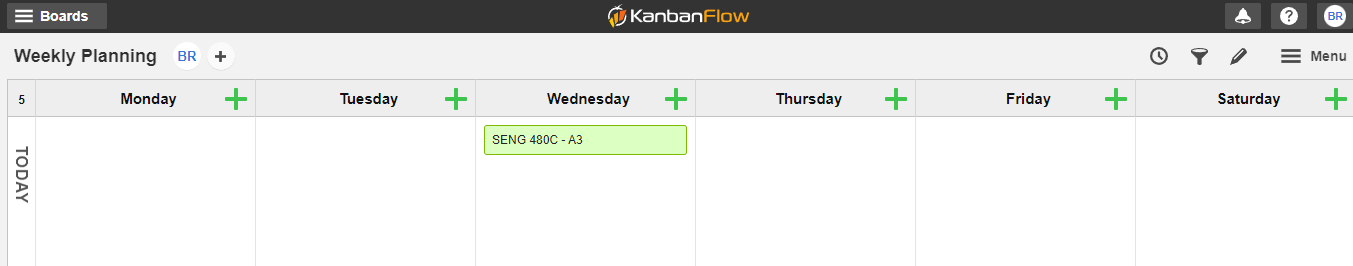 Boards
KanbanFlow
BR
Weekly Planning
BR
Menu
5
Monday
Tuesday
Wednesday
Thursday
Friday
Saturday
TODAY
SENG 480C - A3